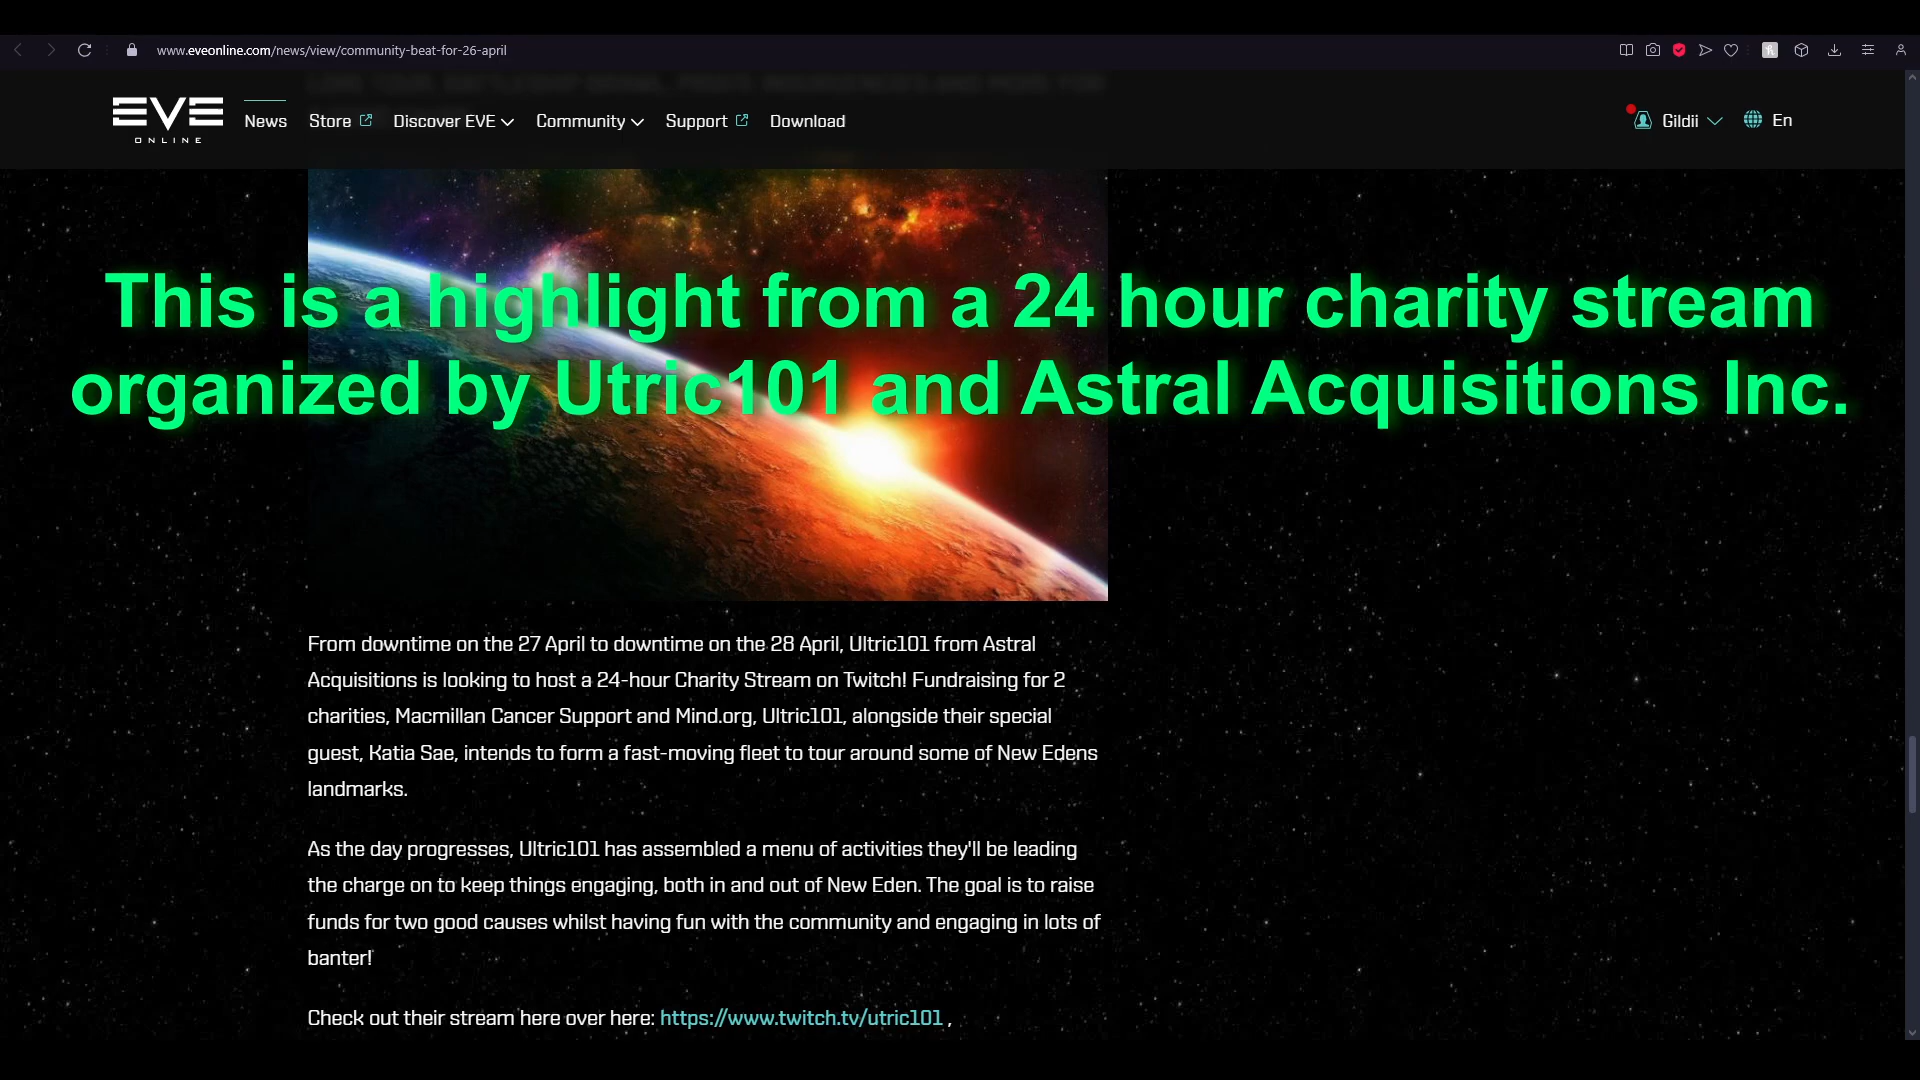 www.eveonline.com/news/view/community-beat-for-26-april
EVE
ONLINE
News
Store
Discover EVE
Community
Support
Download
Gildii
En
This is a highlight from a 24 hour charity stream
organized by Utric101 and Astral Acquisitions Inc.
From downtime on the 27 April to downtime on the 28 April, Ultric101 from Astral
Acquisitions is looking to host a 24-hour Charity Stream on Twitch! Fundraising for 2
charities, Macmillan Cancer Support and Mind.org, Ultric101, alongside their special
guest, Katia Sae, intends to form a fast-moving fleet to tour around some of New Edens
landmarks.
As the day progresses, Ultric101 has assembled a menu of activities they'll be leading
the charge on to keep things engaging, both in and out of New Eden. The goal is to raise
funds for two good causes whilst having fun with the community and engaging in lots of
banter!
Check out their stream here over here: https://www.twitch.tv/utric101 ,